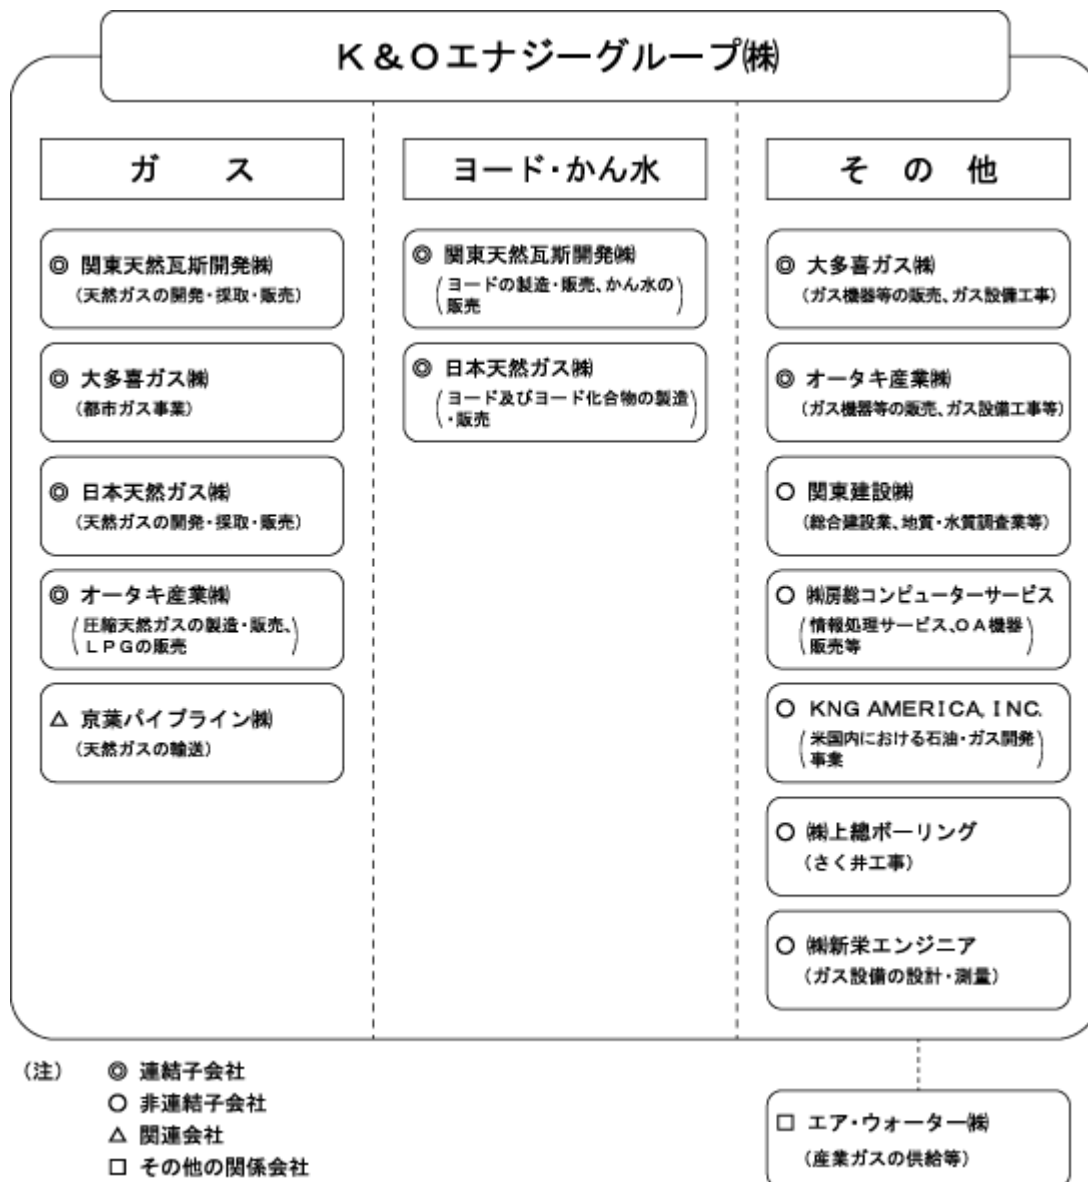 K&Oエナジーグループ㈱
ガス
◎ 関東天然瓦斯開発㈱
(天然ガスの開発・採取・販売)
◎ 大多喜ガス㈱
(都市ガス事業)
◎ 日本天然ガス㈱
(天然ガスの開発・採取・販売)
◎ オータキ産業㈱
(圧縮天然ガスの製造・販売、
LPGの販売)
△ 京葉パイプライン㈱
(天然ガスの輸送)
ヨード・かん水
◎ 関東天然瓦斯開発㈱
(ヨードの製造・販売、かん水の
販売)
◎ 日本天然ガス㈱
(ヨード及びヨード化合物の製造
・販売)
その他
◎ 大多喜ガス㈱
(ガス機器等の販売、ガス設備工事)
◎ オータキ産業㈱
(ガス機器等の販売、ガス設備工事等)
○ 関東建設㈱
(総合建設業、地質・水質調査業等)
○ ㈱房総コンピューターサービス
(情報処理サービス、OA機器
販売等)
○ KNG AMERICA, INC.
(米国内における石油・ガス開発
事業)
○ ㈱上總ボーリング
(さく井工事)
○ ㈱新栄エンジニア
(ガス設備の設計・測量)
(注) ◎ 連結子会社
○ 非連結子会社
△ 関連会社
□ その他の関係会社
□ エア・ウォーター㈱
(産業ガスの供給等)